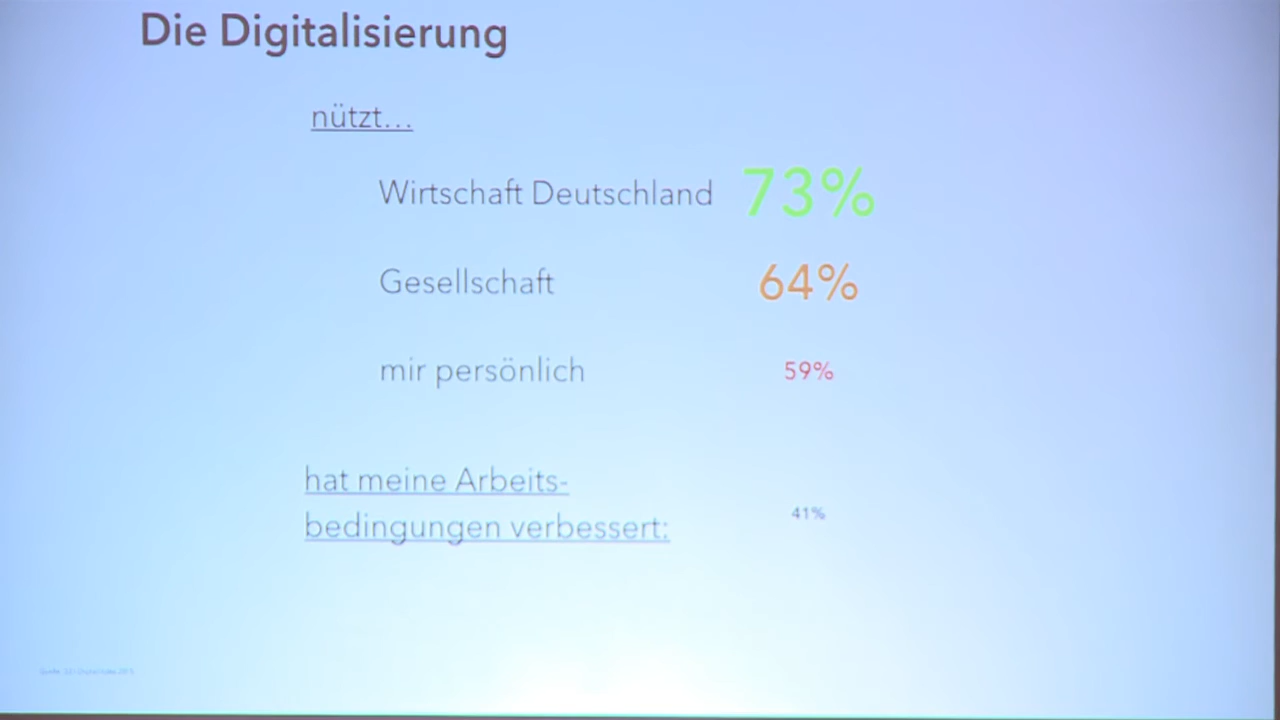 Die Digitalisierung
nützt...
Wirtschaft Deutschland 73%
Gesellschaft 64%
mir persönlich 59%
hat meine Arbeits-
bedingungen verbessert: 41%